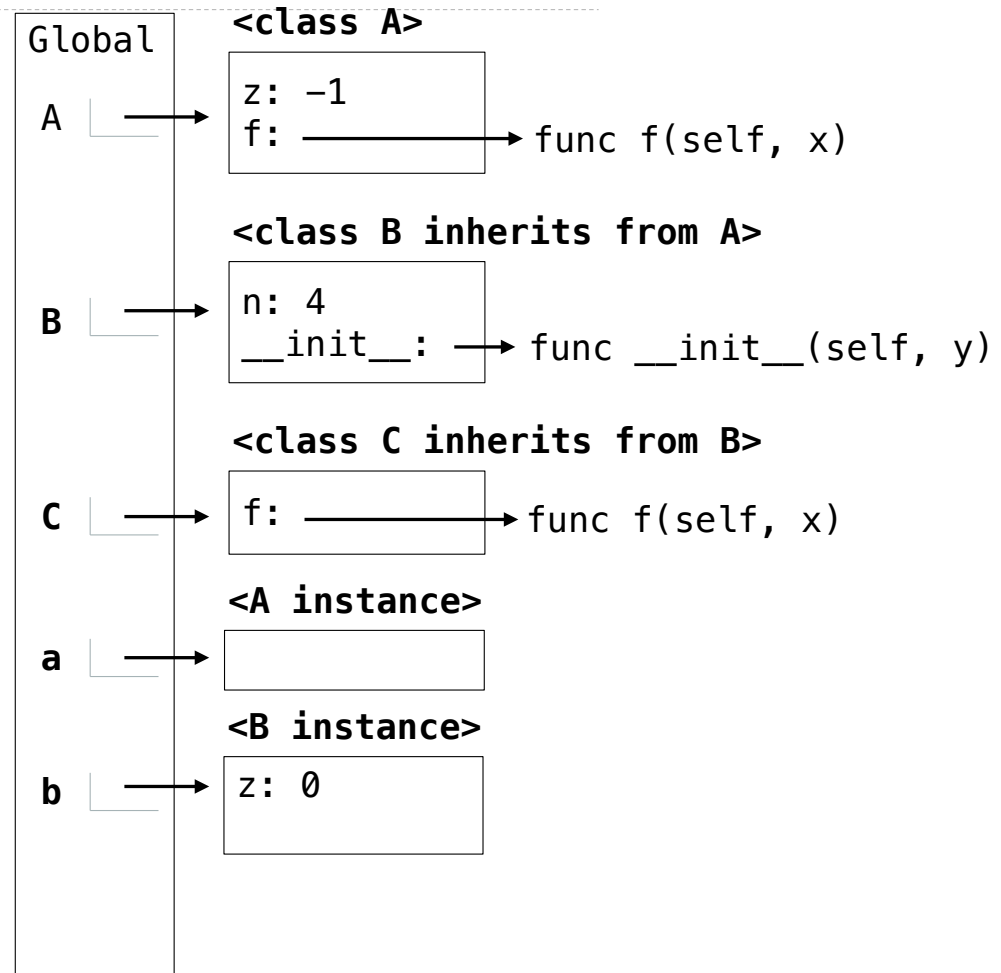 Global
<class A>
A
z: −1
f:
func f(self, x)
<class B inherits from A>
B
n: 4
__init__:
func __init__(self, y)
<class C inherits from B>
C
f:
func f(self, x)
<A instance>
a
<B instance>
b
z: 0